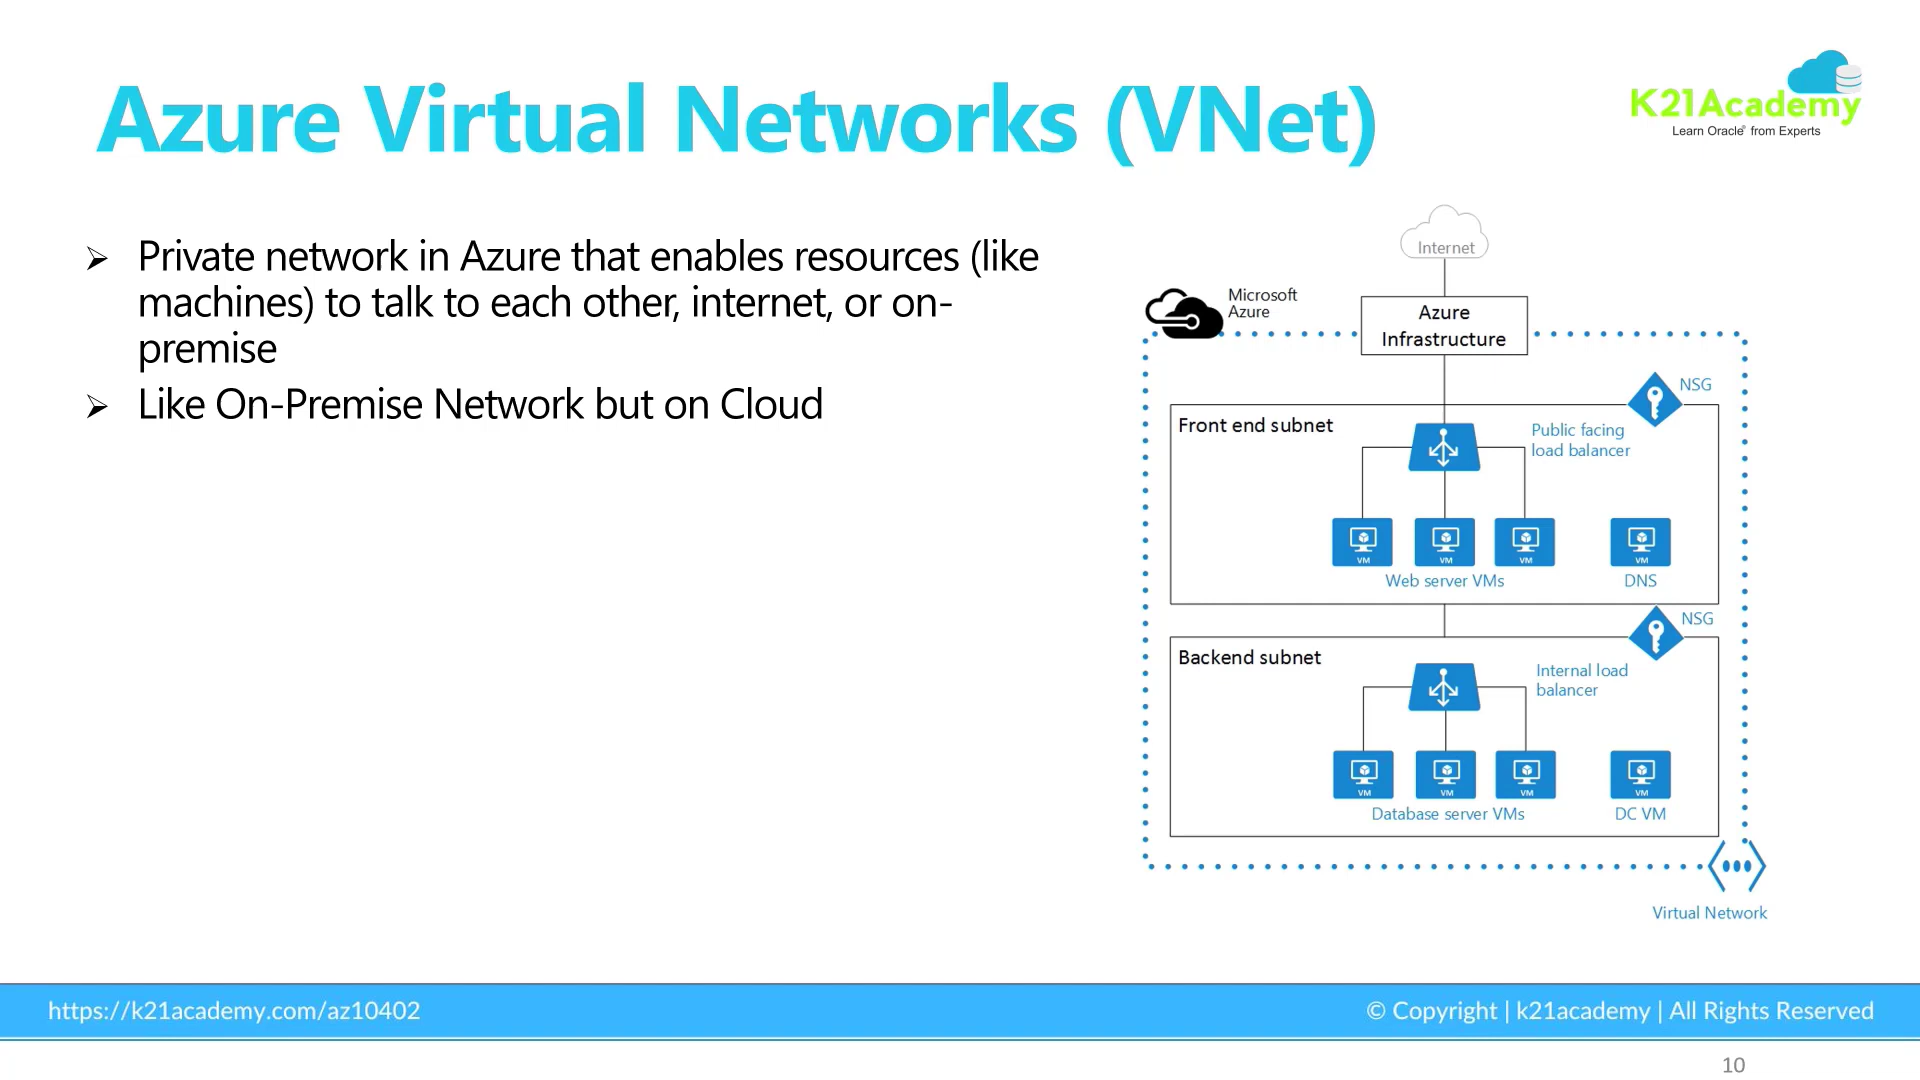 Azure Virtual Networks (VNet)
K21Academy
Learn Oracle® from Experts
➢ Private network in Azure that enables resources (like
machines) to talk to each other, internet, or on-
premise
➢ Like On-Premise Network but on Cloud
Internet
Microsoft
Azure
Azure
Infrastructure
NSG
Front end subnet
Public facing
load balancer
VM VM VM VM
Web server VMs DNS
NSG
Backend subnet
Internal load
balancer
VM VM VM VM
Database server VMs DC VM
Virtual Network
https://k21academy.com/az10402
© Copyright | k21academy | All Rights Reserved
10